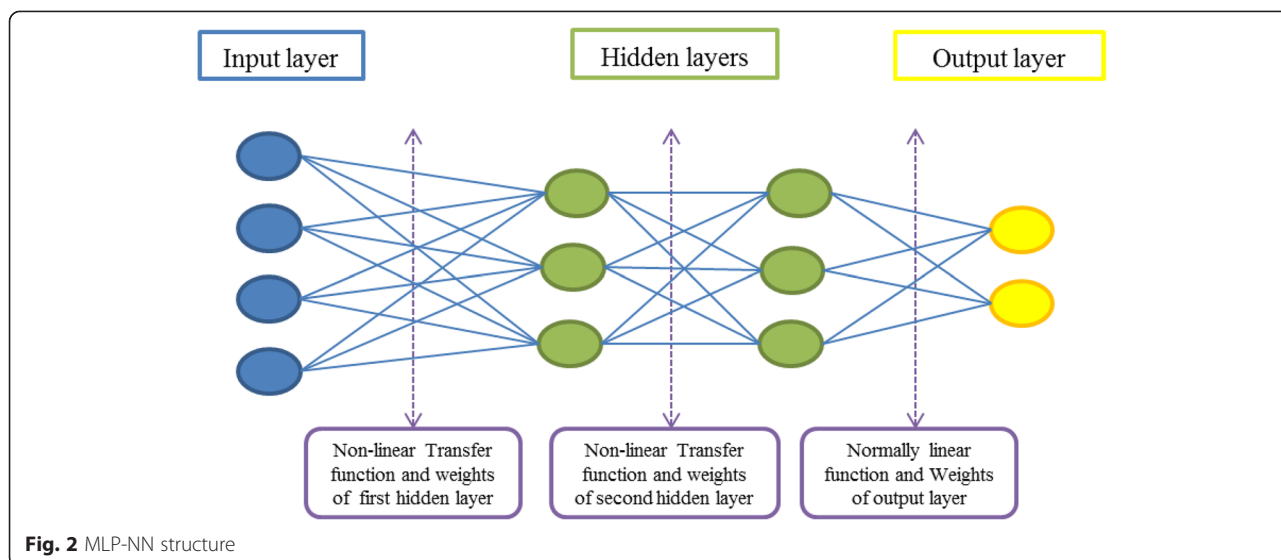 Input layer
Hidden layers
Output layer
Non-linear Transfer
function and weights
of first hidden layer
Non-linear Transfer
function and weights
of second hidden layer
Normally linear
function and Weights
of output layer
Fig. 2 MLP-NN structure